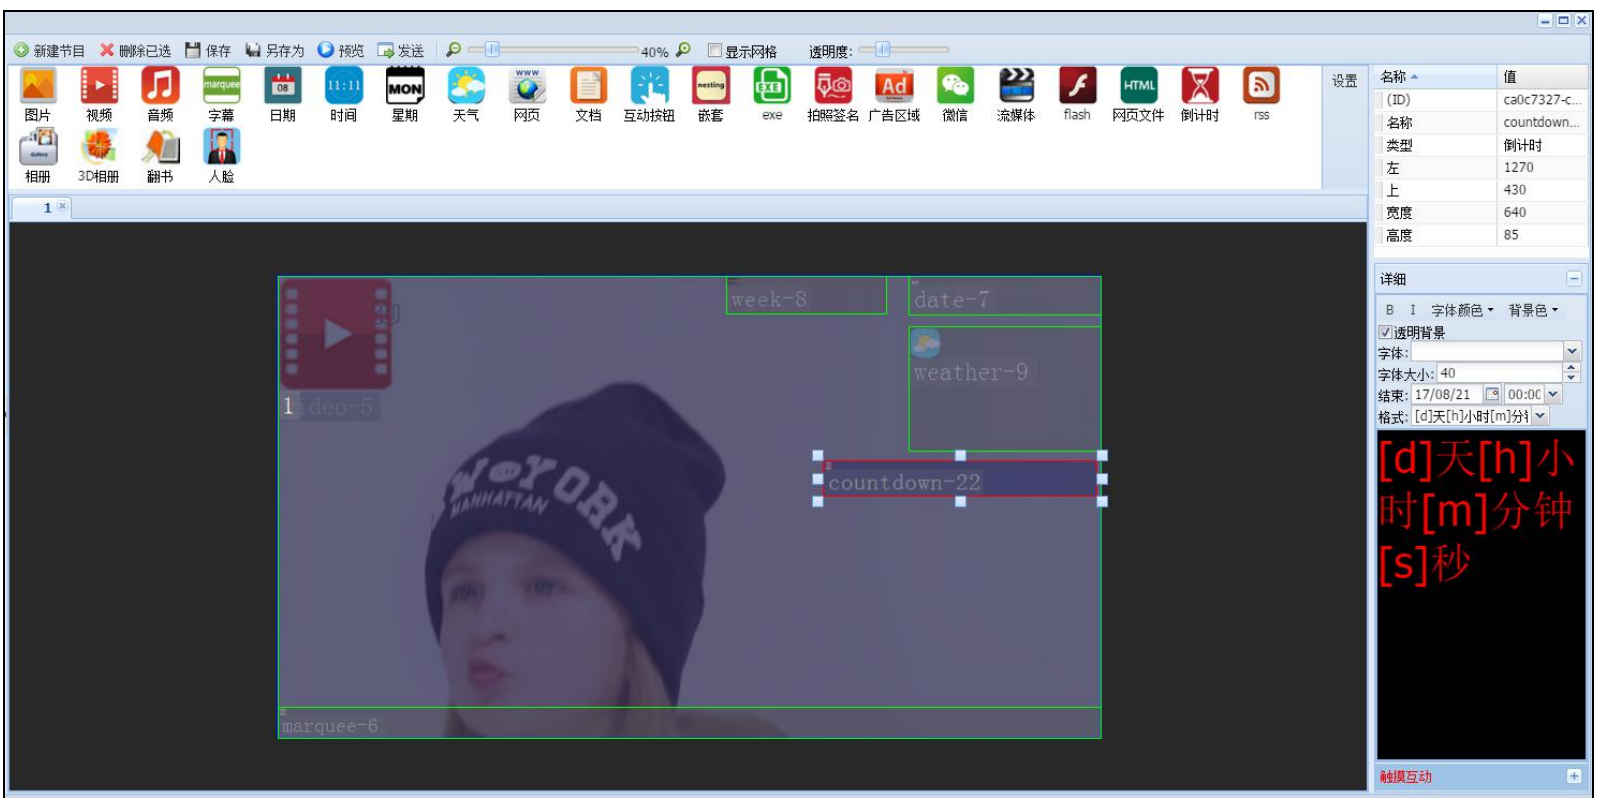 新建节目 删除已选 保存 另存为 预览 发送 40% 显示网格 透明度:
marquee 08 11:11 MON WWW nesting EXE Ad HTML
图片 视频 音频 字幕 日期 时间 星期 天气 网页 文档 互动按钮 嵌套 exe 拍照签名 广告区域 微信 流媒体 flash 网页文件 倒计时 rss
设置
Gallery
相册 3D相册 翻书 人脸
1
week-8 date-7
weather-9
1 video-5
countdown-22
NEW YORK
MANHATTAN
marquee-6
名称 值
(ID) ca0c7327-c...
名称 countdown...
类型 倒计时
左 1270
上 430
宽度 640
高度 85
详细
B I 字体颜色 背景色
透明背景
字体:
字体大小: 40
结束: 17/08/21 00:00
格式: [d]天[h]小时[m]分钟
[d]天[h]小
时[m]分钟
[s]秒
触摸互动